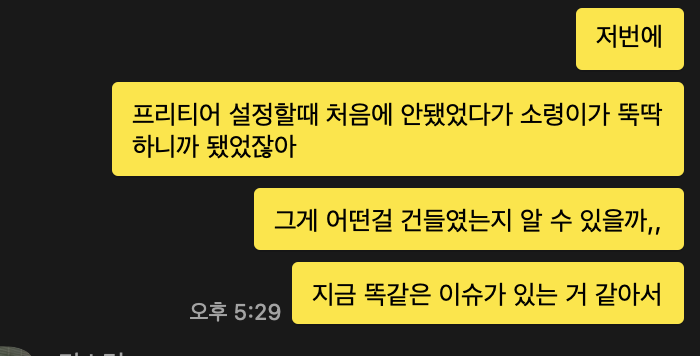 저번에
프리티어 설정할때 처음에 안됐었다가 소령이가 뚝딱
하니까 됐었잖아
그게 어떤걸 건들였는지 알 수 있을까,,
지금 똑같은 이슈가 있는 거 같아서
오후 5:29